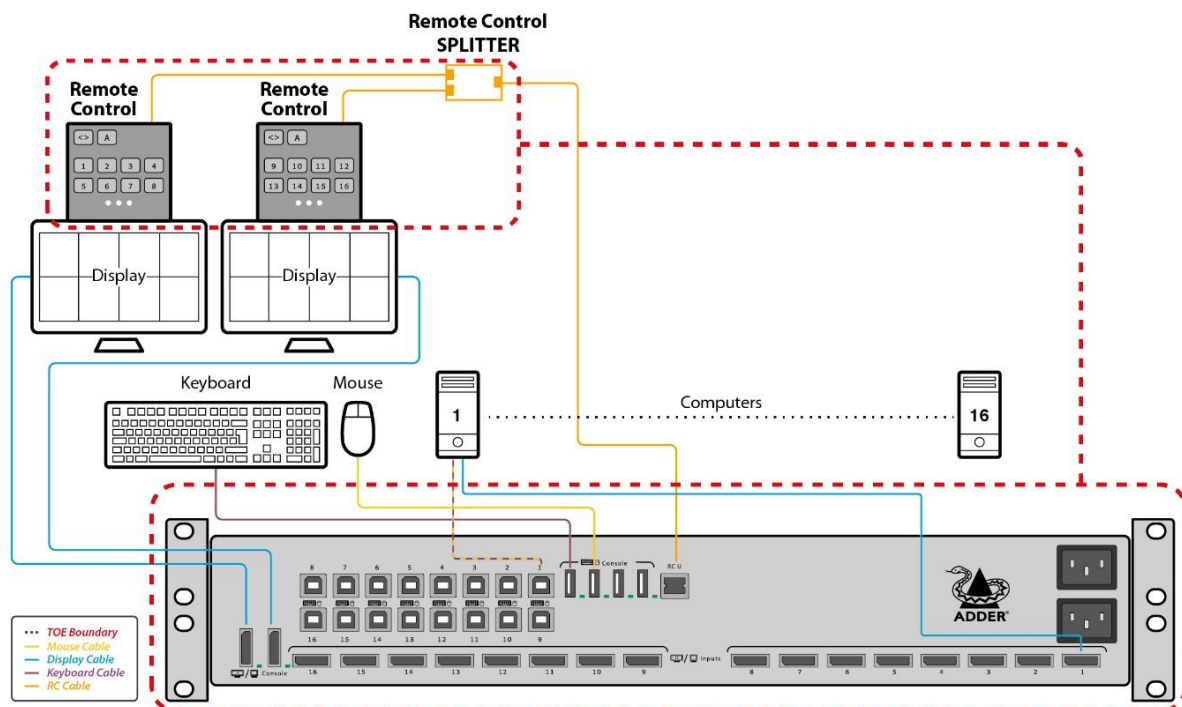 Remote Control
SPLITTER
Remote
Control
Remote
Control
<> A
1 2 3 4
5 6 7 8
<> A
9 10 11 12
13 14 15 16
Display
Display
Keyboard
Mouse
1
Computers
16
8 7 6 5 4 3 2 1
Console
RC U
16 15 14 13 12 11 10 9
ADDER®
/ Console
16 15 14 13 12 11 10 9
/ Inputs
8 7 6 5 4 3 2 1
TOE Boundary
Mouse Cable
Display Cable
Keyboard Cable
RC Cable